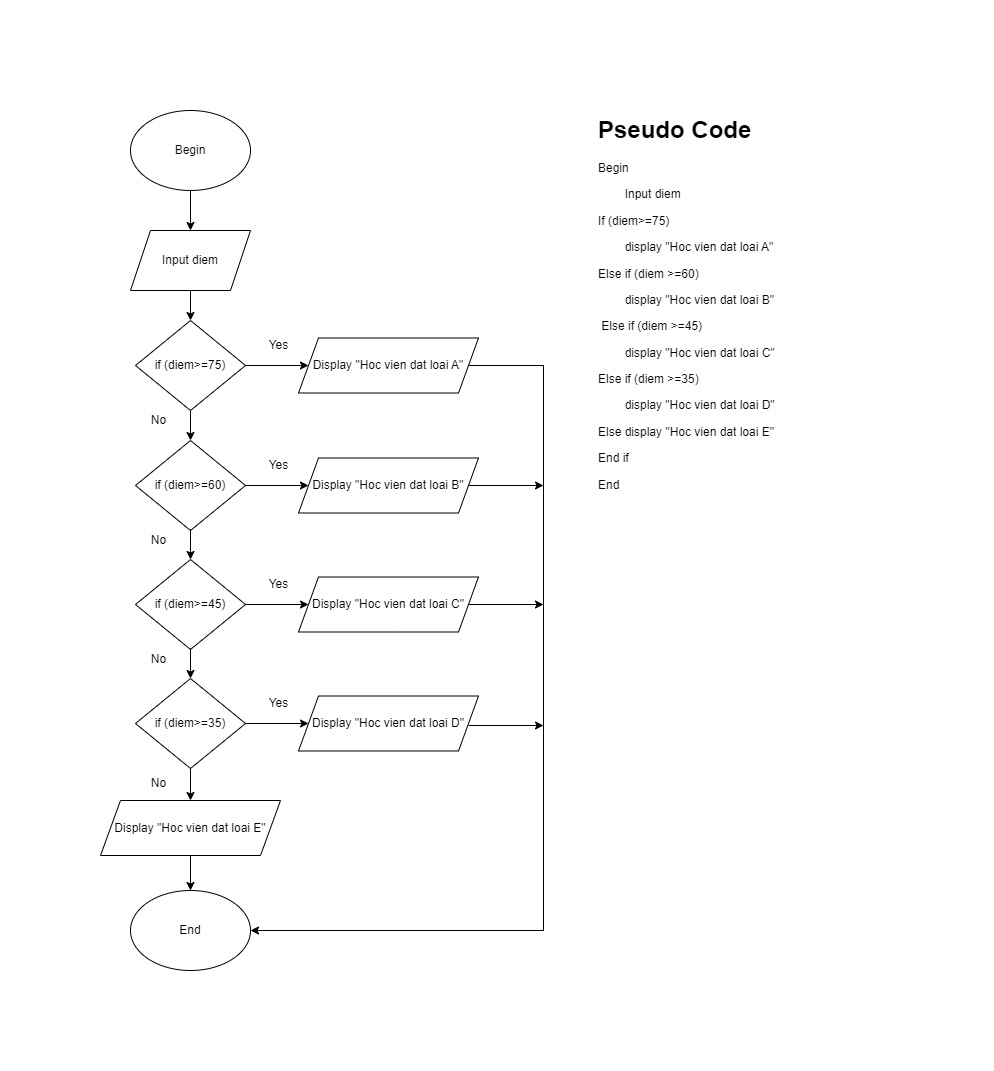 Begin
Input diem
if (diem>=75)
Yes
Display "Hoc vien dat loai A"
No
if (diem>=60)
Yes
Display "Hoc vien dat loai B"
No
if (diem>=45)
Yes
Display "Hoc vien dat loai C"
No
if (diem>=35)
Yes
Display "Hoc vien dat loai D"
No
Display "Hoc vien dat loai E"
End
Pseudo Code
Begin
Input diem
If (diem>=75)
display "Hoc vien dat loai A"
Else if (diem >=60)
display "Hoc vien dat loai B"
Else if (diem >=45)
display "Hoc vien dat loai C"
Else if (diem >=35)
display "Hoc vien dat loai D"
Else display "Hoc vien dat loai E"
End if
End